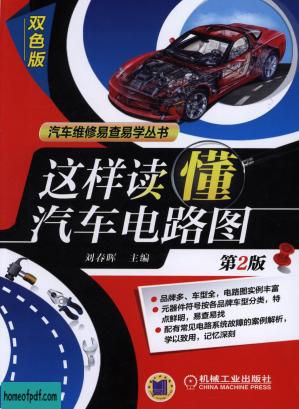 双色版
汽车维修易查易学丛书
这样读懂
汽车电路图
刘春晖 主编
第2版
• 品牌多、车型全，电路图实例丰富
• 元器件符号按各品牌车型分类，特
点鲜明，易查易找
• 配有常见电路系统故障的案例解析，
学以致用，记忆深刻
机械工业出版社
CHINA MACHINE PRESS
homeofpdf.com